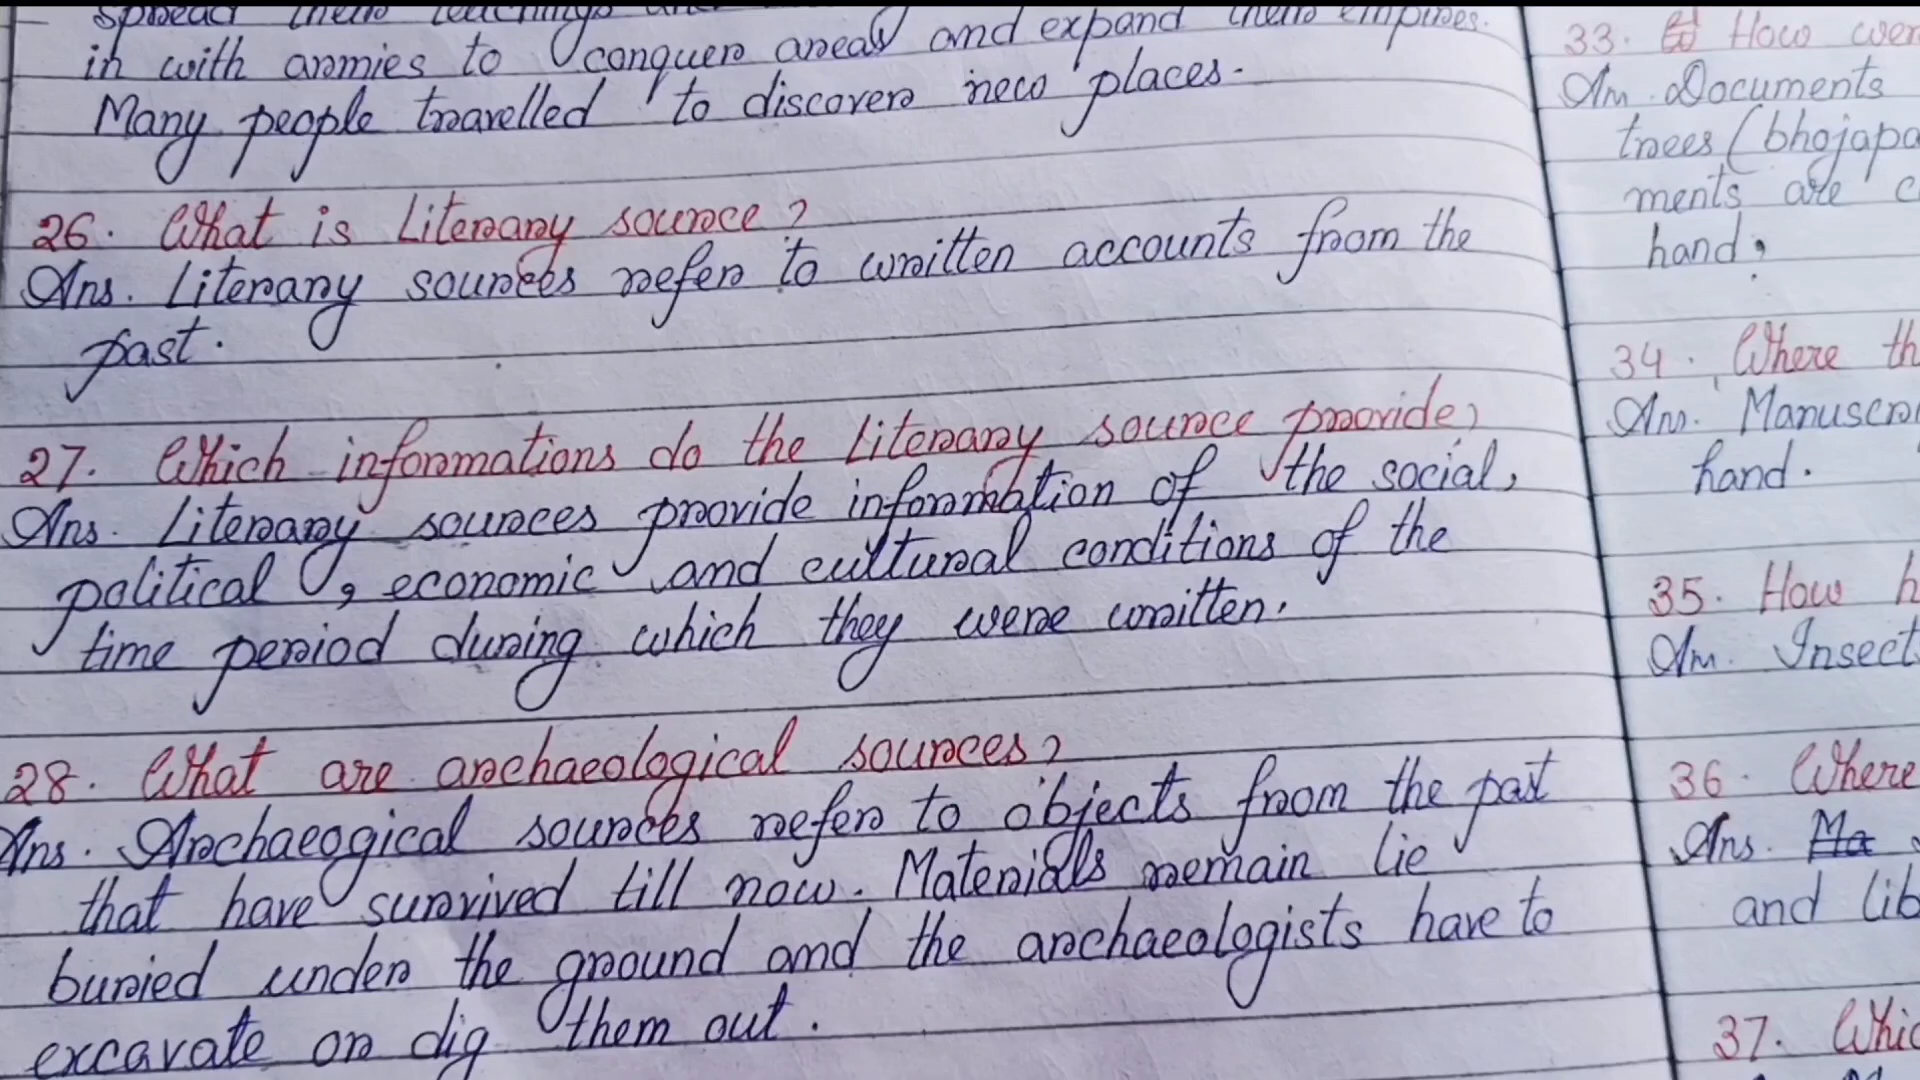 spread their teachings
in with armies to conquer areas and expand their empires.
Many people travelled to discover new places.
26. What is literary source?
Ans. Literary sources refer to written accounts from the
past.
27. Which informations do the literary source provide?
Ans. Literary sources provide information of the social,
political, economic and cultural conditions of the
time period during which they were written.
28. What are archaeological sources?
Ans. Archaeogical sources refer to objects from the past
that have survived till now. Materials remain lie
buried under the ground and the archaeologists have to
excavate or dig them out.
33. How wer
Ans. Documents
trees (bhojapa
ments are c
hand.
34. Where th
Ans. Manuscri
hand.
35. How h
Ans. Insect
36. Where
Ans. Ma
and lib
37. Whic